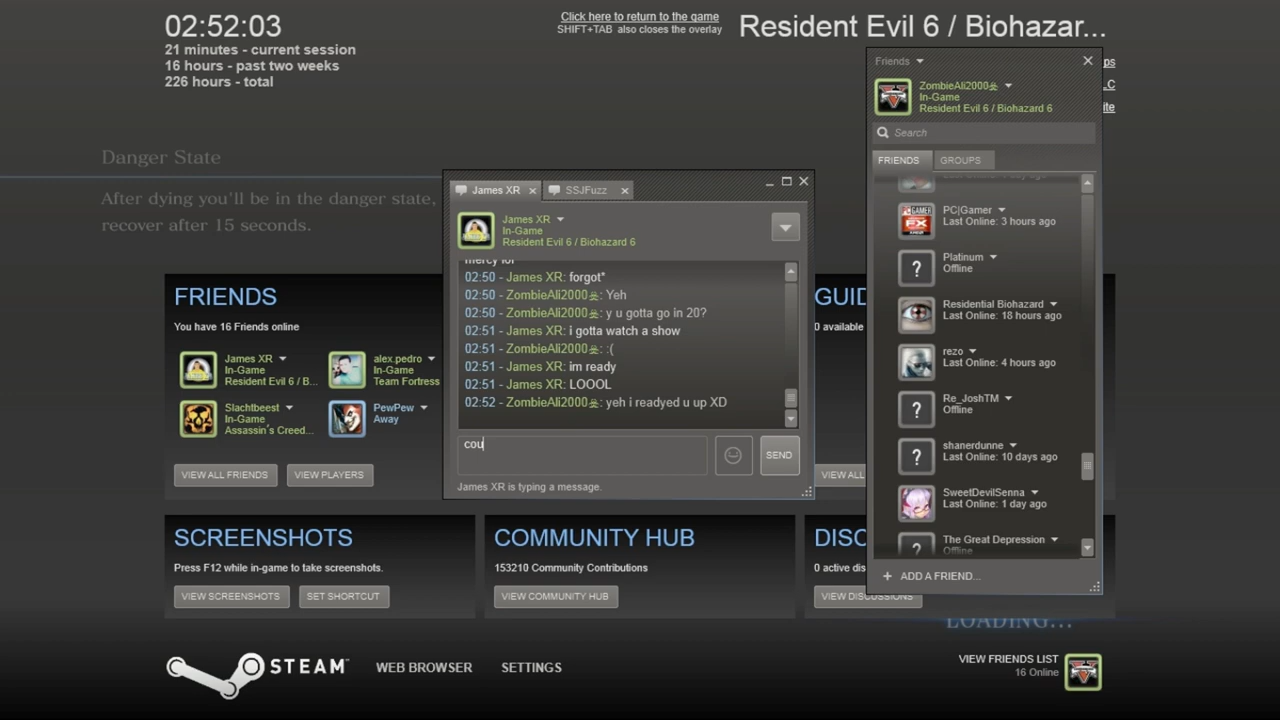 02:52:03
21 minutes - current session
16 hours - past two weeks
226 hours - total
Click here to return to the game
SHIFT+TAB also closes the overlay
Resident Evil 6 / Biohazar...
Danger State
After dying you'll be in the danger state,
recover after 15 seconds.
FRIENDS
You have 16 Friends online
James XR
In-Game
Resident Evil 6 / B...
alex.pedro
In-Game
Team Fortress
Slachtbeest
In-Game
Assassin's Creed...
PewPew
Away
VIEW ALL FRIENDS
VIEW PLAYERS
James XR
SSJFuzz
James XR
In-Game
Resident Evil 6 / Biohazard 6
mercy lol
02:50 - James XR: forgot*
02:50 - ZombieAli2000☠: Yeh
02:50 - ZombieAli2000☠: y u gotta go in 20?
02:51 - James XR: i gotta watch a show
02:51 - ZombieAli2000☠: :(
02:51 - James XR: im ready
02:51 - James XR: LOOOL
02:52 - ZombieAli2000☠: yeh i readyed u up XD
cou
SEND
James XR is typing a message.
GUID
0 available
VIEW ALL
Friends
ZombieAli2000☠
In-Game
Resident Evil 6 / Biohazard 6
Search
FRIENDS
GROUPS
PC|Gamer
Last Online: 3 hours ago
Platinum
Offline
Residential Biohazard
Last Online: 18 hours ago
rezo
Last Online: 4 hours ago
Re_JoshTM
Offline
shanerdunne
Last Online: 10 days ago
SweetDevilSenna
Last Online: 1 day ago
The Great Depression
Offline
+ ADD A FRIEND...
ps
C
ite
SCREENSHOTS
Press F12 while in-game to take screenshots.
VIEW SCREENSHOTS
SET SHORTCUT
COMMUNITY HUB
153210 Community Contributions
VIEW COMMUNITY HUB
DISC
0 active dis
VIEW DISCUSSIONS
LOADING...
STEAM™
WEB BROWSER
SETTINGS
VIEW FRIENDS LIST
16 Online